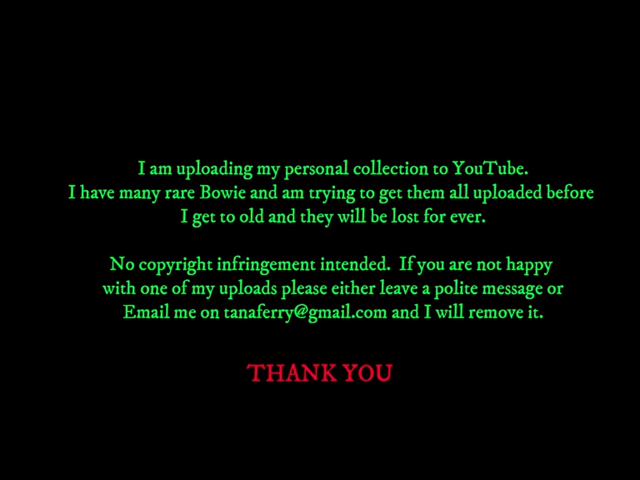 I am uploading my personal collection to YouTube.
I have many rare Bowie and am trying to get them all uploaded before
I get to old and they will be lost for ever.
No copyright infringement intended.  If you are not happy
with one of my uploads please either leave a polite message or
Email me on tanaferry@gmail.com and I will remove it.
THANK YOU